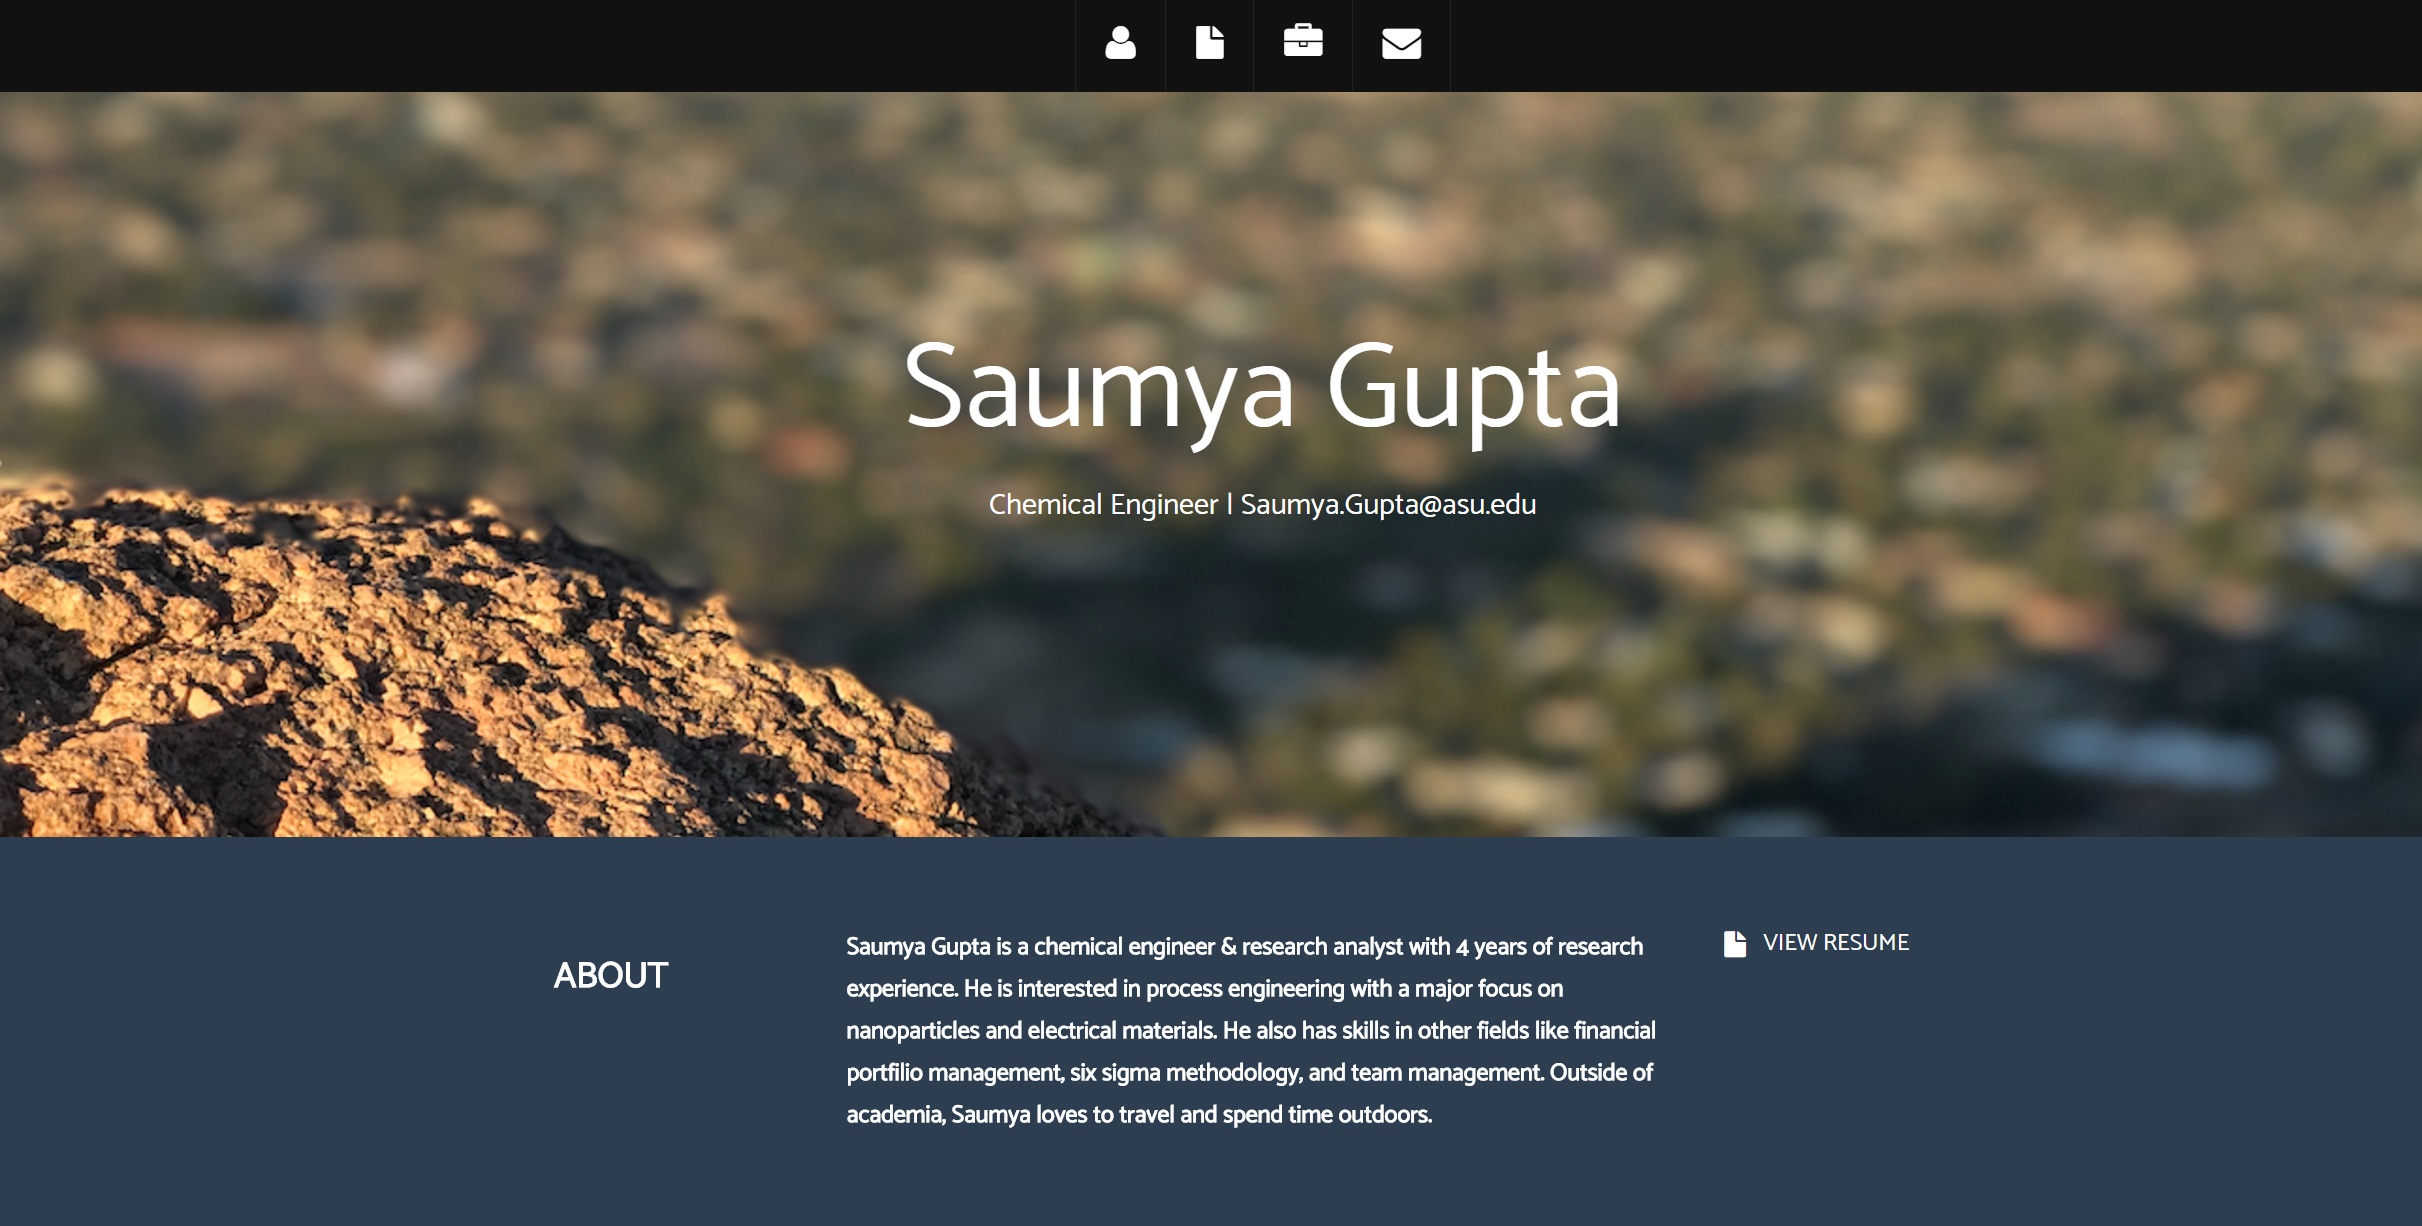 Saumya Gupta
Chemical Engineer | Saumya.Gupta@asu.edu
ABOUT
Saumya Gupta is a chemical engineer & research analyst with 4 years of research
experience. He is interested in process engineering with a major focus on
nanoparticles and electrical materials. He also has skills in other fields like financial
portfilio management, six sigma methodology, and team management. Outside of
academia, Saumya loves to travel and spend time outdoors.
VIEW RESUME